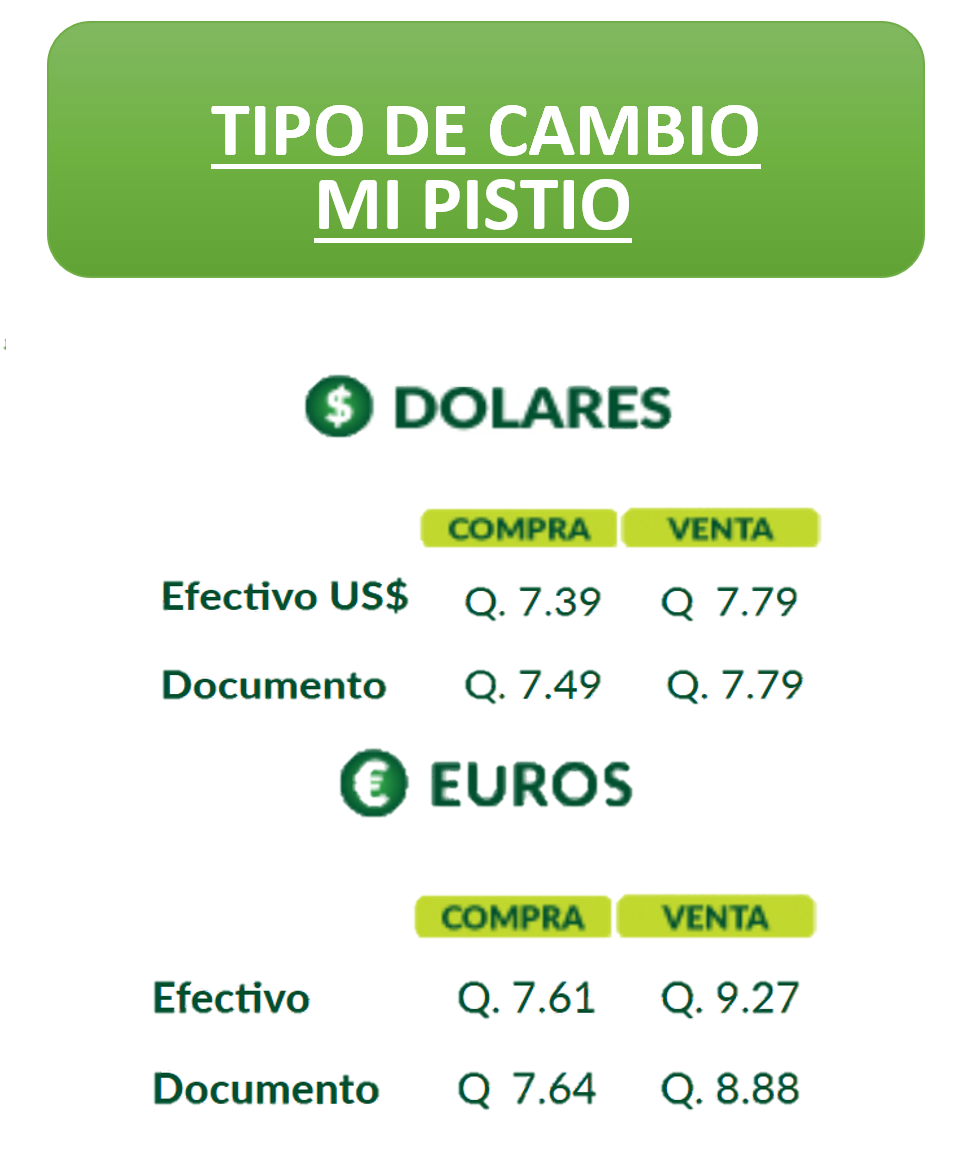 TIPO DE CAMBIO
MI PISTIO
$ DOLARES
COMPRA VENTA
Efectivo US$ Q. 7.39 Q 7.79
Documento Q. 7.49 Q. 7.79
€ EUROS
COMPRA VENTA
Efectivo Q. 7.61 Q. 9.27
Documento Q 7.64 Q. 8.88